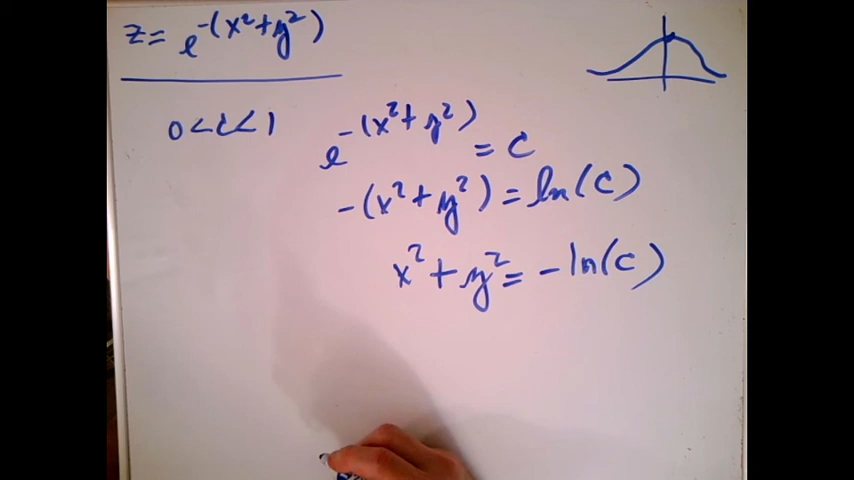 z = e^-(x²+y²)
0<c<1
e^-(x²+y²) = c
-(x²+y²) = ln(c)
x²+y² = -ln(c)